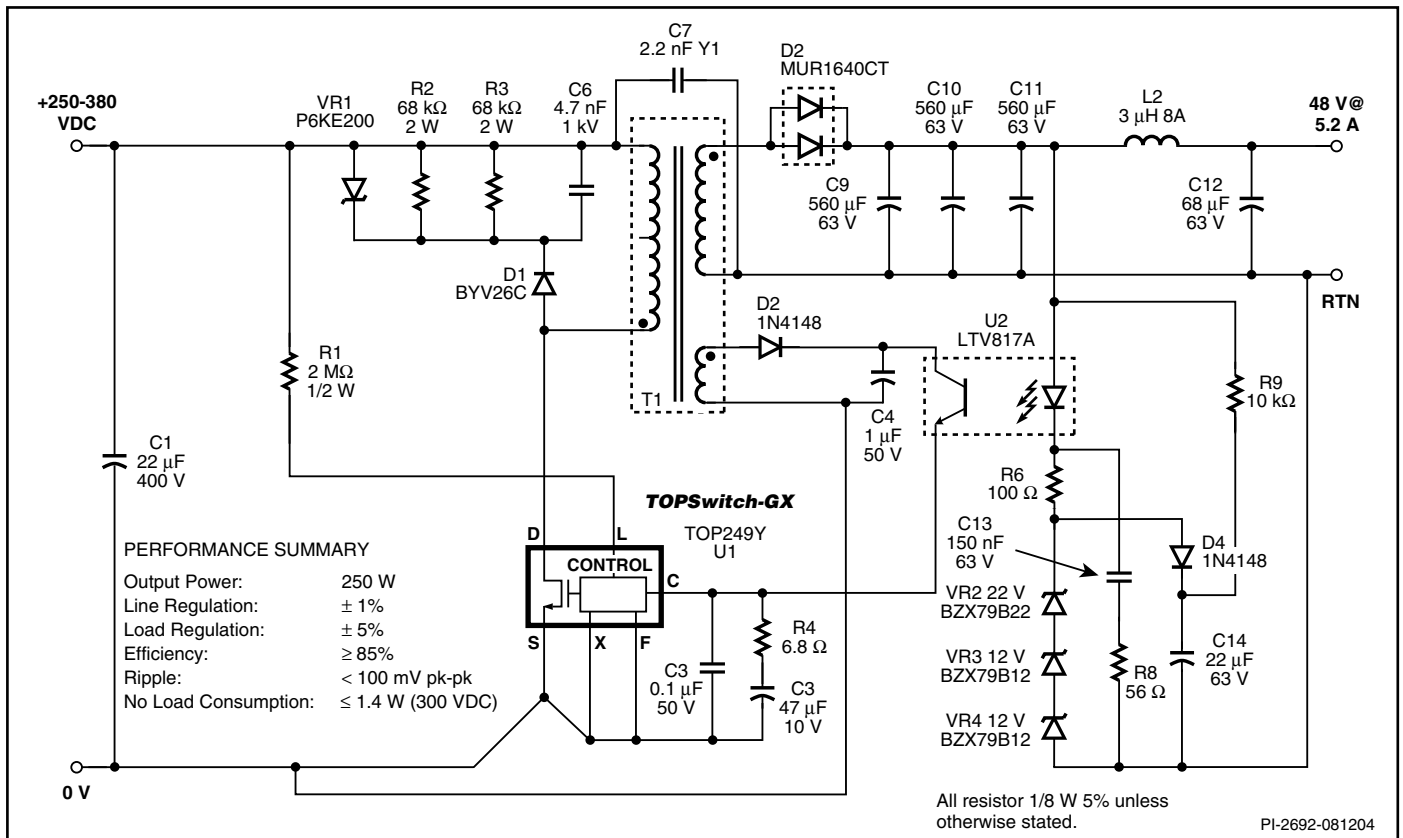 +250-380
VDC
VR1
P6KE200
R2
68 kΩ
2 W
R3
68 kΩ
2 W
C6
4.7 nF
1 kV
C7
2.2 nF Y1
D2
MUR1640CT
C10
560 μF
63 V
C11
560 μF
63 V
L2
3 μH 8A
48 V@
5.2 A
C9
560 μF
63 V
C12
68 μF
63 V
RTN
D1
BYV26C
R1
2 MΩ
1/2 W
T1
D2
1N4148
C4
1 μF
50 V
U2
LTV817A
R9
10 kΩ
C1
22 μF
400 V
R6
100 Ω
C13
150 nF
63 V
D4
1N4148
TOPSwitch-GX
TOP249Y
U1
D
L
CONTROL
C
S
X
F
R4
6.8 Ω
C3
0.1 μF
50 V
C3
47 μF
10 V
VR2 22 V
BZX79B22
VR3 12 V
BZX79B12
VR4 12 V
BZX79B12
R8
56 Ω
C14
22 μF
63 V
PERFORMANCE SUMMARY
Output Power: 250 W
Line Regulation: ± 1%
Load Regulation: ± 5%
Efficiency: ≥ 85%
Ripple: < 100 mV pk-pk
No Load Consumption: ≤ 1.4 W (300 VDC)
0 V
All resistor 1/8 W 5% unless
otherwise stated.
PI-2692-081204